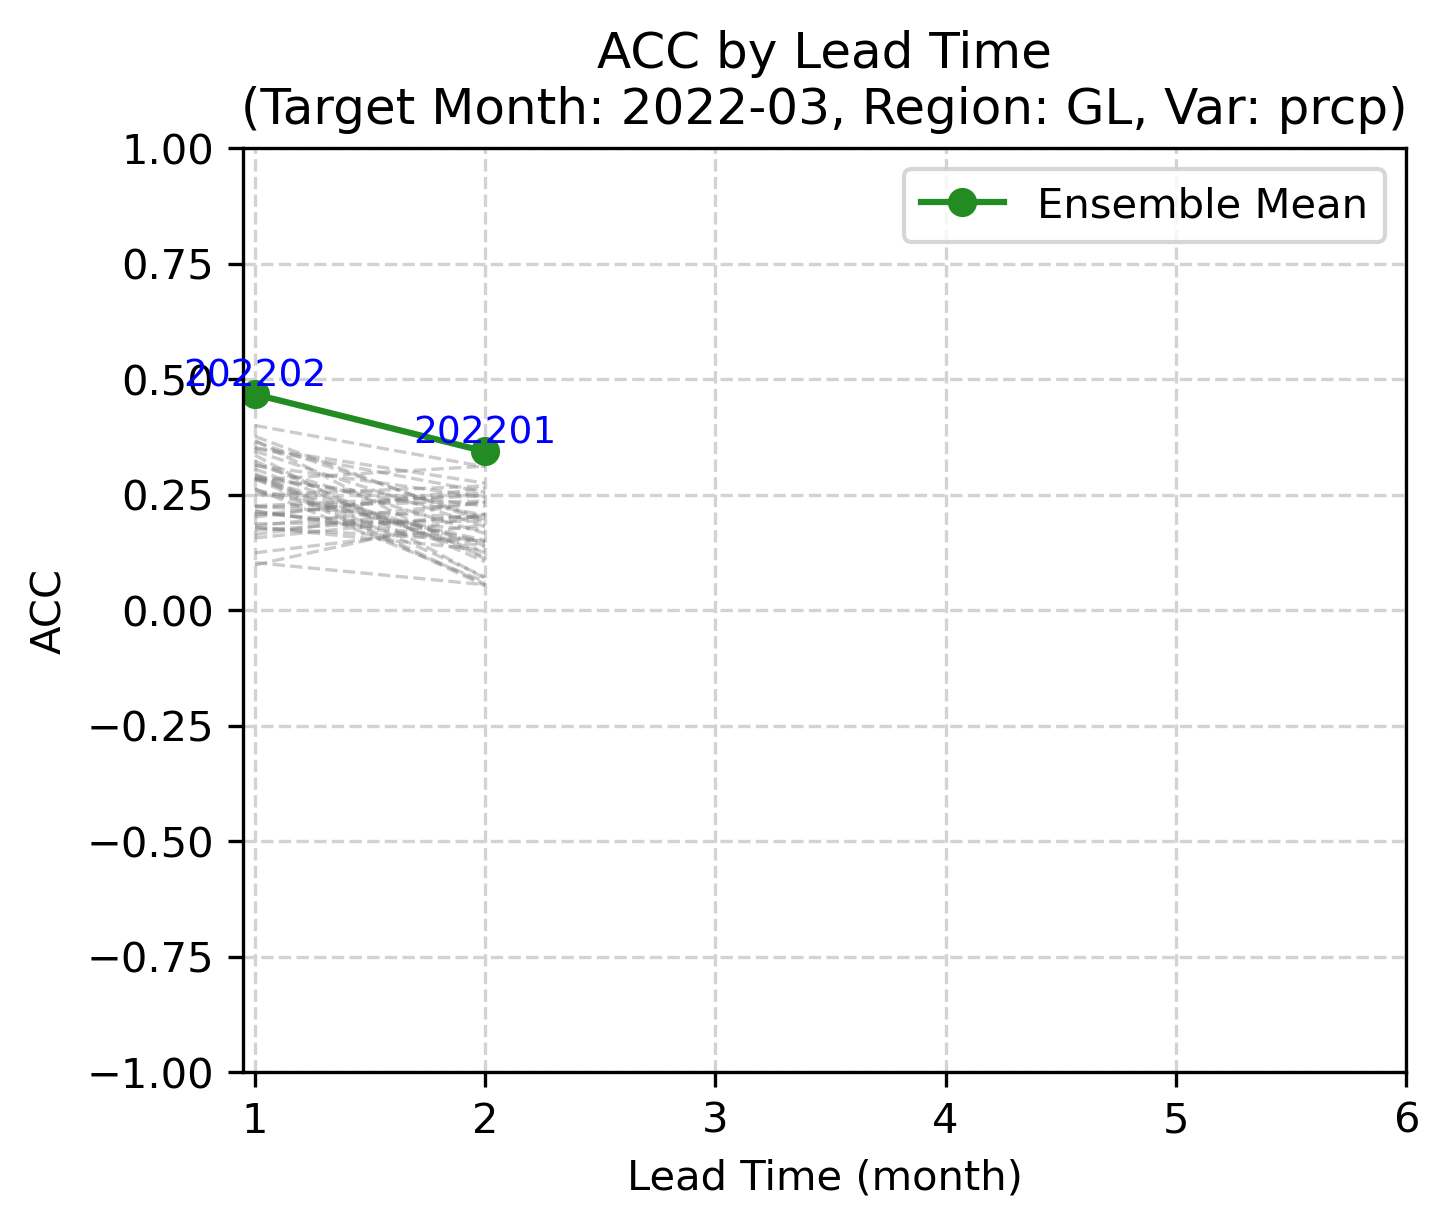 ACC by Lead Time
(Target Month: 2022-03, Region: GL, Var: prcp)
1.00
Ensemble Mean
0.75
0.50
202202
202201
0.25
0.00
ACC
−0.25
−0.50
−0.75
−1.00
1 2 3 4 5 6
Lead Time (month)